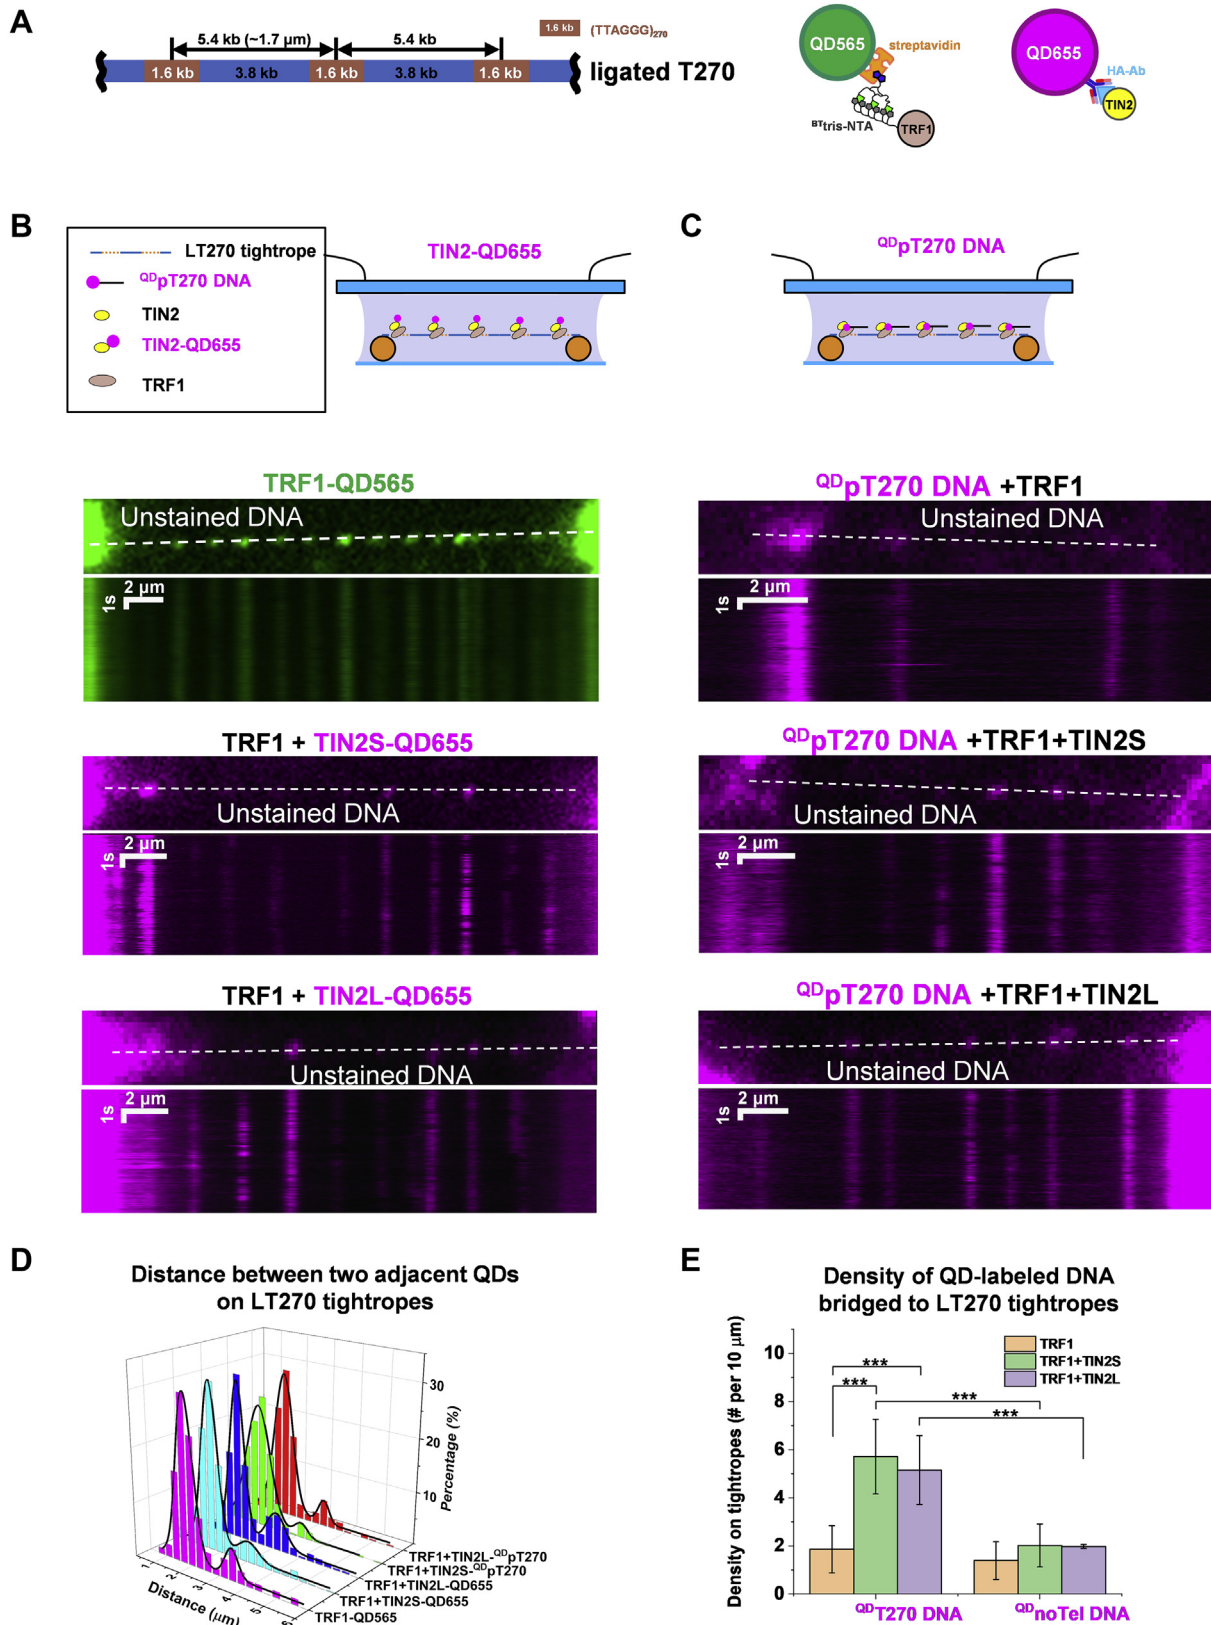 A
5.4 kb (~1.7 µm)
5.4 kb
1.6 kb
(TTAGGG)270
1.6 kb
3.8 kb
1.6 kb
3.8 kb
1.6 kb
ligated T270
QD565
streptavidin
BTtris-NTA
TRF1
QD655
HA-Ab
TIN2
B
LT270 tightrope
QDpT270 DNA
TIN2
TIN2-QD655
TRF1
TIN2-QD655
C
QDpT270 DNA
TRF1-QD565
Unstained DNA
2 µm
1s
TRF1 + TIN2S-QD655
Unstained DNA
2 µm
1s
TRF1 + TIN2L-QD655
Unstained DNA
2 µm
1s
QDpT270 DNA +TRF1
Unstained DNA
2 µm
1s
QDpT270 DNA +TRF1+TIN2S
Unstained DNA
2 µm
1s
QDpT270 DNA +TRF1+TIN2L
Unstained DNA
2 µm
1s
D
Distance between two adjacent QDs
on LT270 tightropes
30
20
10
Percentage (%)
1
2
3
4
5
6
Distance (µm)
TRF1+TIN2L-QDpT270
TRF1+TIN2S-QDpT270
TRF1+TIN2L-QD655
TRF1+TIN2S-QD655
TRF1-QD565
E
Density of QD-labeled DNA
bridged to LT270 tightropes
Density on tightropes (# per 10 µm)
10
8
6
4
2
0
TRF1
TRF1+TIN2S
TRF1+TIN2L
***
***
***
***
QDT270 DNA
QDnoTel DNA